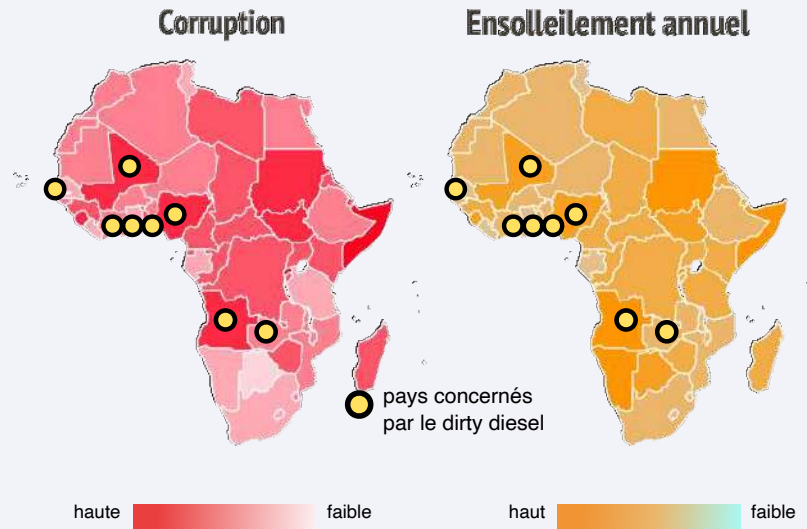 Corruption
Ensolleilement annuel
pays concernés
par le dirty diesel
haute
faible
haut
faible